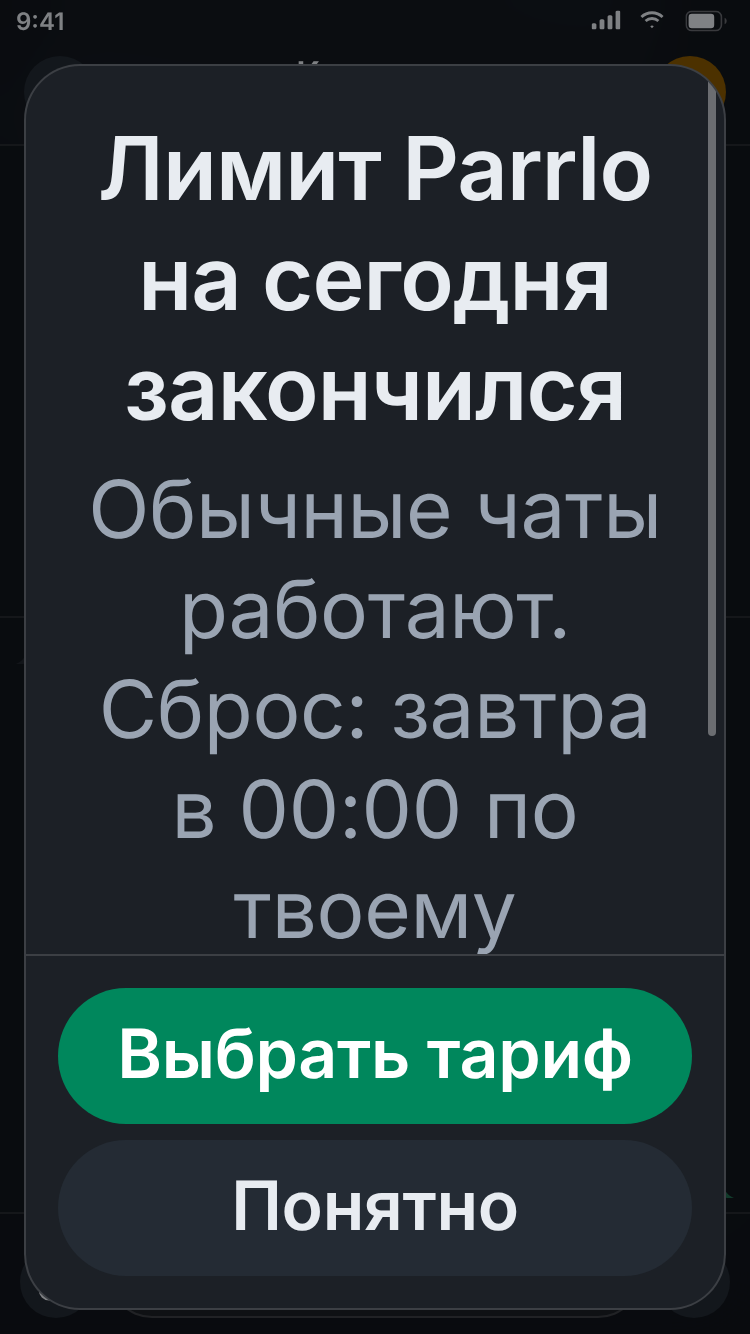 9:41
Лимит Parrlo
на сегодня
закончился
Обычные чаты
работают.
Сброс: завтра
в 00:00 по
твоему
Выбрать тариф
Понятно